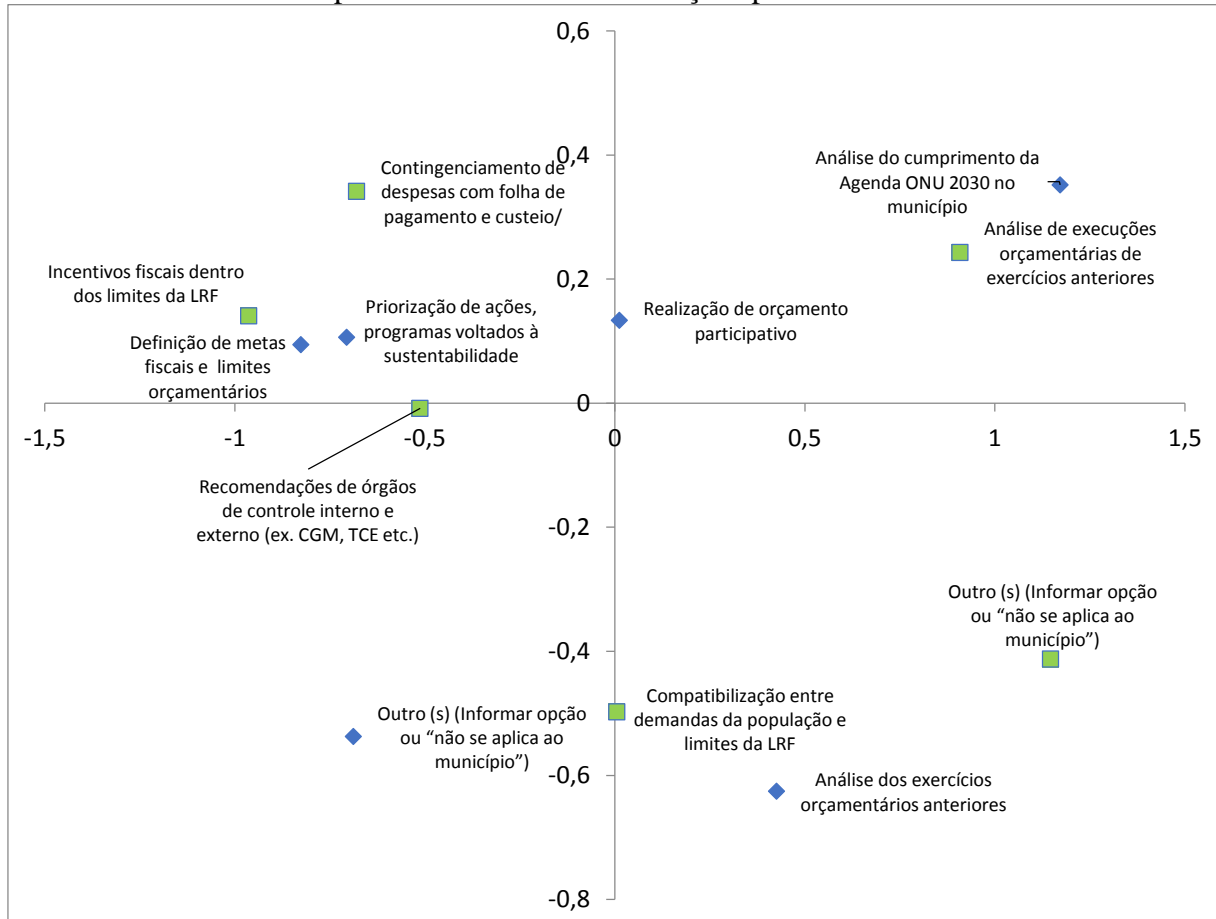 0,6
Contingenciamento de
despesas com folha de
pagamento e custeio/
0,4
Análise do cumprimento da
Agenda ONU 2030 no
município
Análise de execuções
orçamentárias de
exercícios anteriores
Incentivos fiscais dentro
dos limites da LRF
0,2
Definição de metas
fiscais e limites
orçamentários
Priorização de ações,
programas voltados à
sustentabilidade
Realização de orçamento
participativo
0
-1,5
-1
-0,5
0
0,5
1
1,5
Recomendações de órgãos
de controle interno e
externo (ex. CGM, TCE etc.)
-0,2
-0,4
Outro (s) (Informar opção
ou “não se aplica ao
município”)
Outro (s) (Informar opção
ou “não se aplica ao
município”)
Compatibilização entre
demandas da população e
limites da LRF
-0,6
Análise dos exercícios
orçamentários anteriores
-0,8